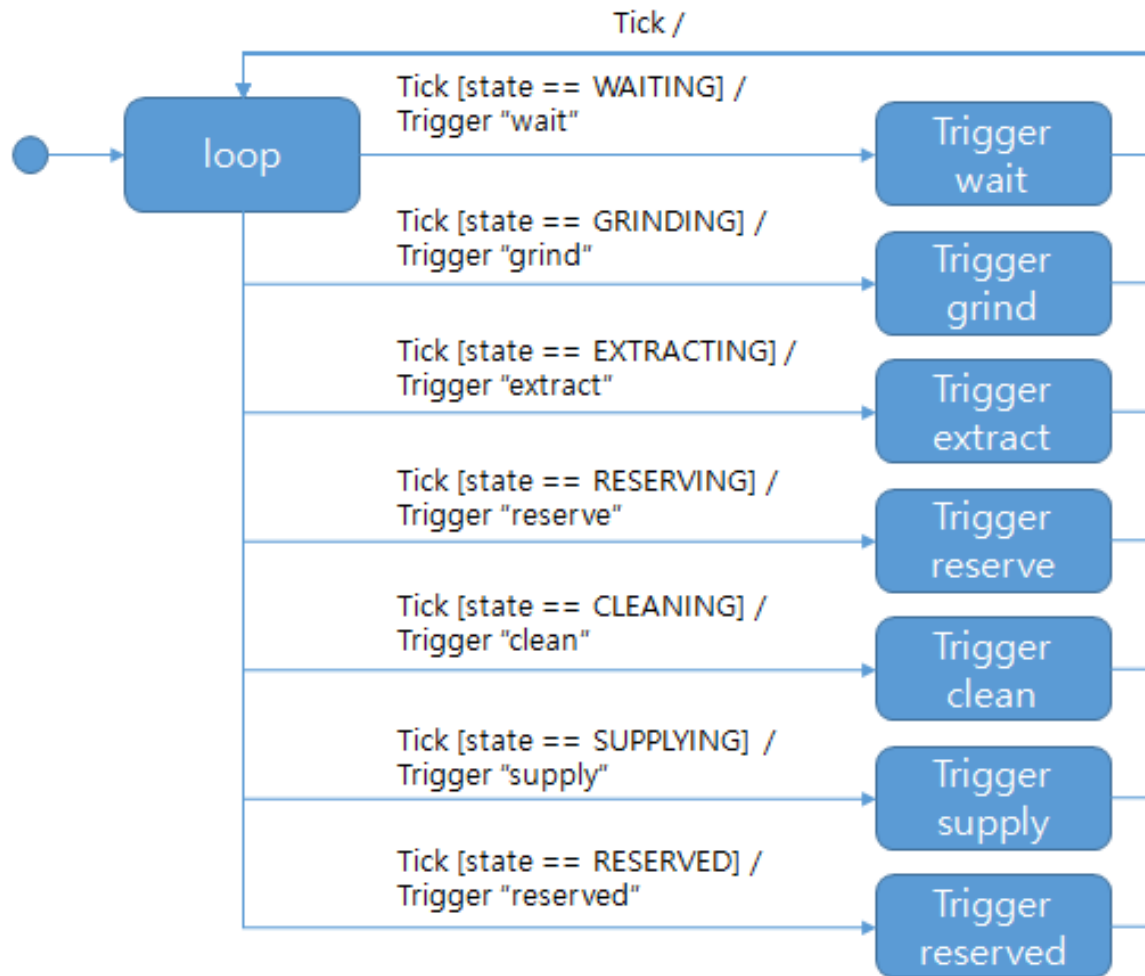 Tick /
Tick [state == WAITING] /
Trigger "wait"
loop
Trigger
wait
Tick [state == GRINDING] /
Trigger "grind"
Trigger
grind
Tick [state == EXTRACTING] /
Trigger "extract"
Trigger
extract
Tick [state == RESERVING] /
Trigger "reserve"
Trigger
reserve
Tick [state == CLEANING] /
Trigger "clean"
Trigger
clean
Tick [state == SUPPLYING] /
Trigger "supply"
Trigger
supply
Tick [state == RESERVED] /
Trigger "reserved"
Trigger
reserved